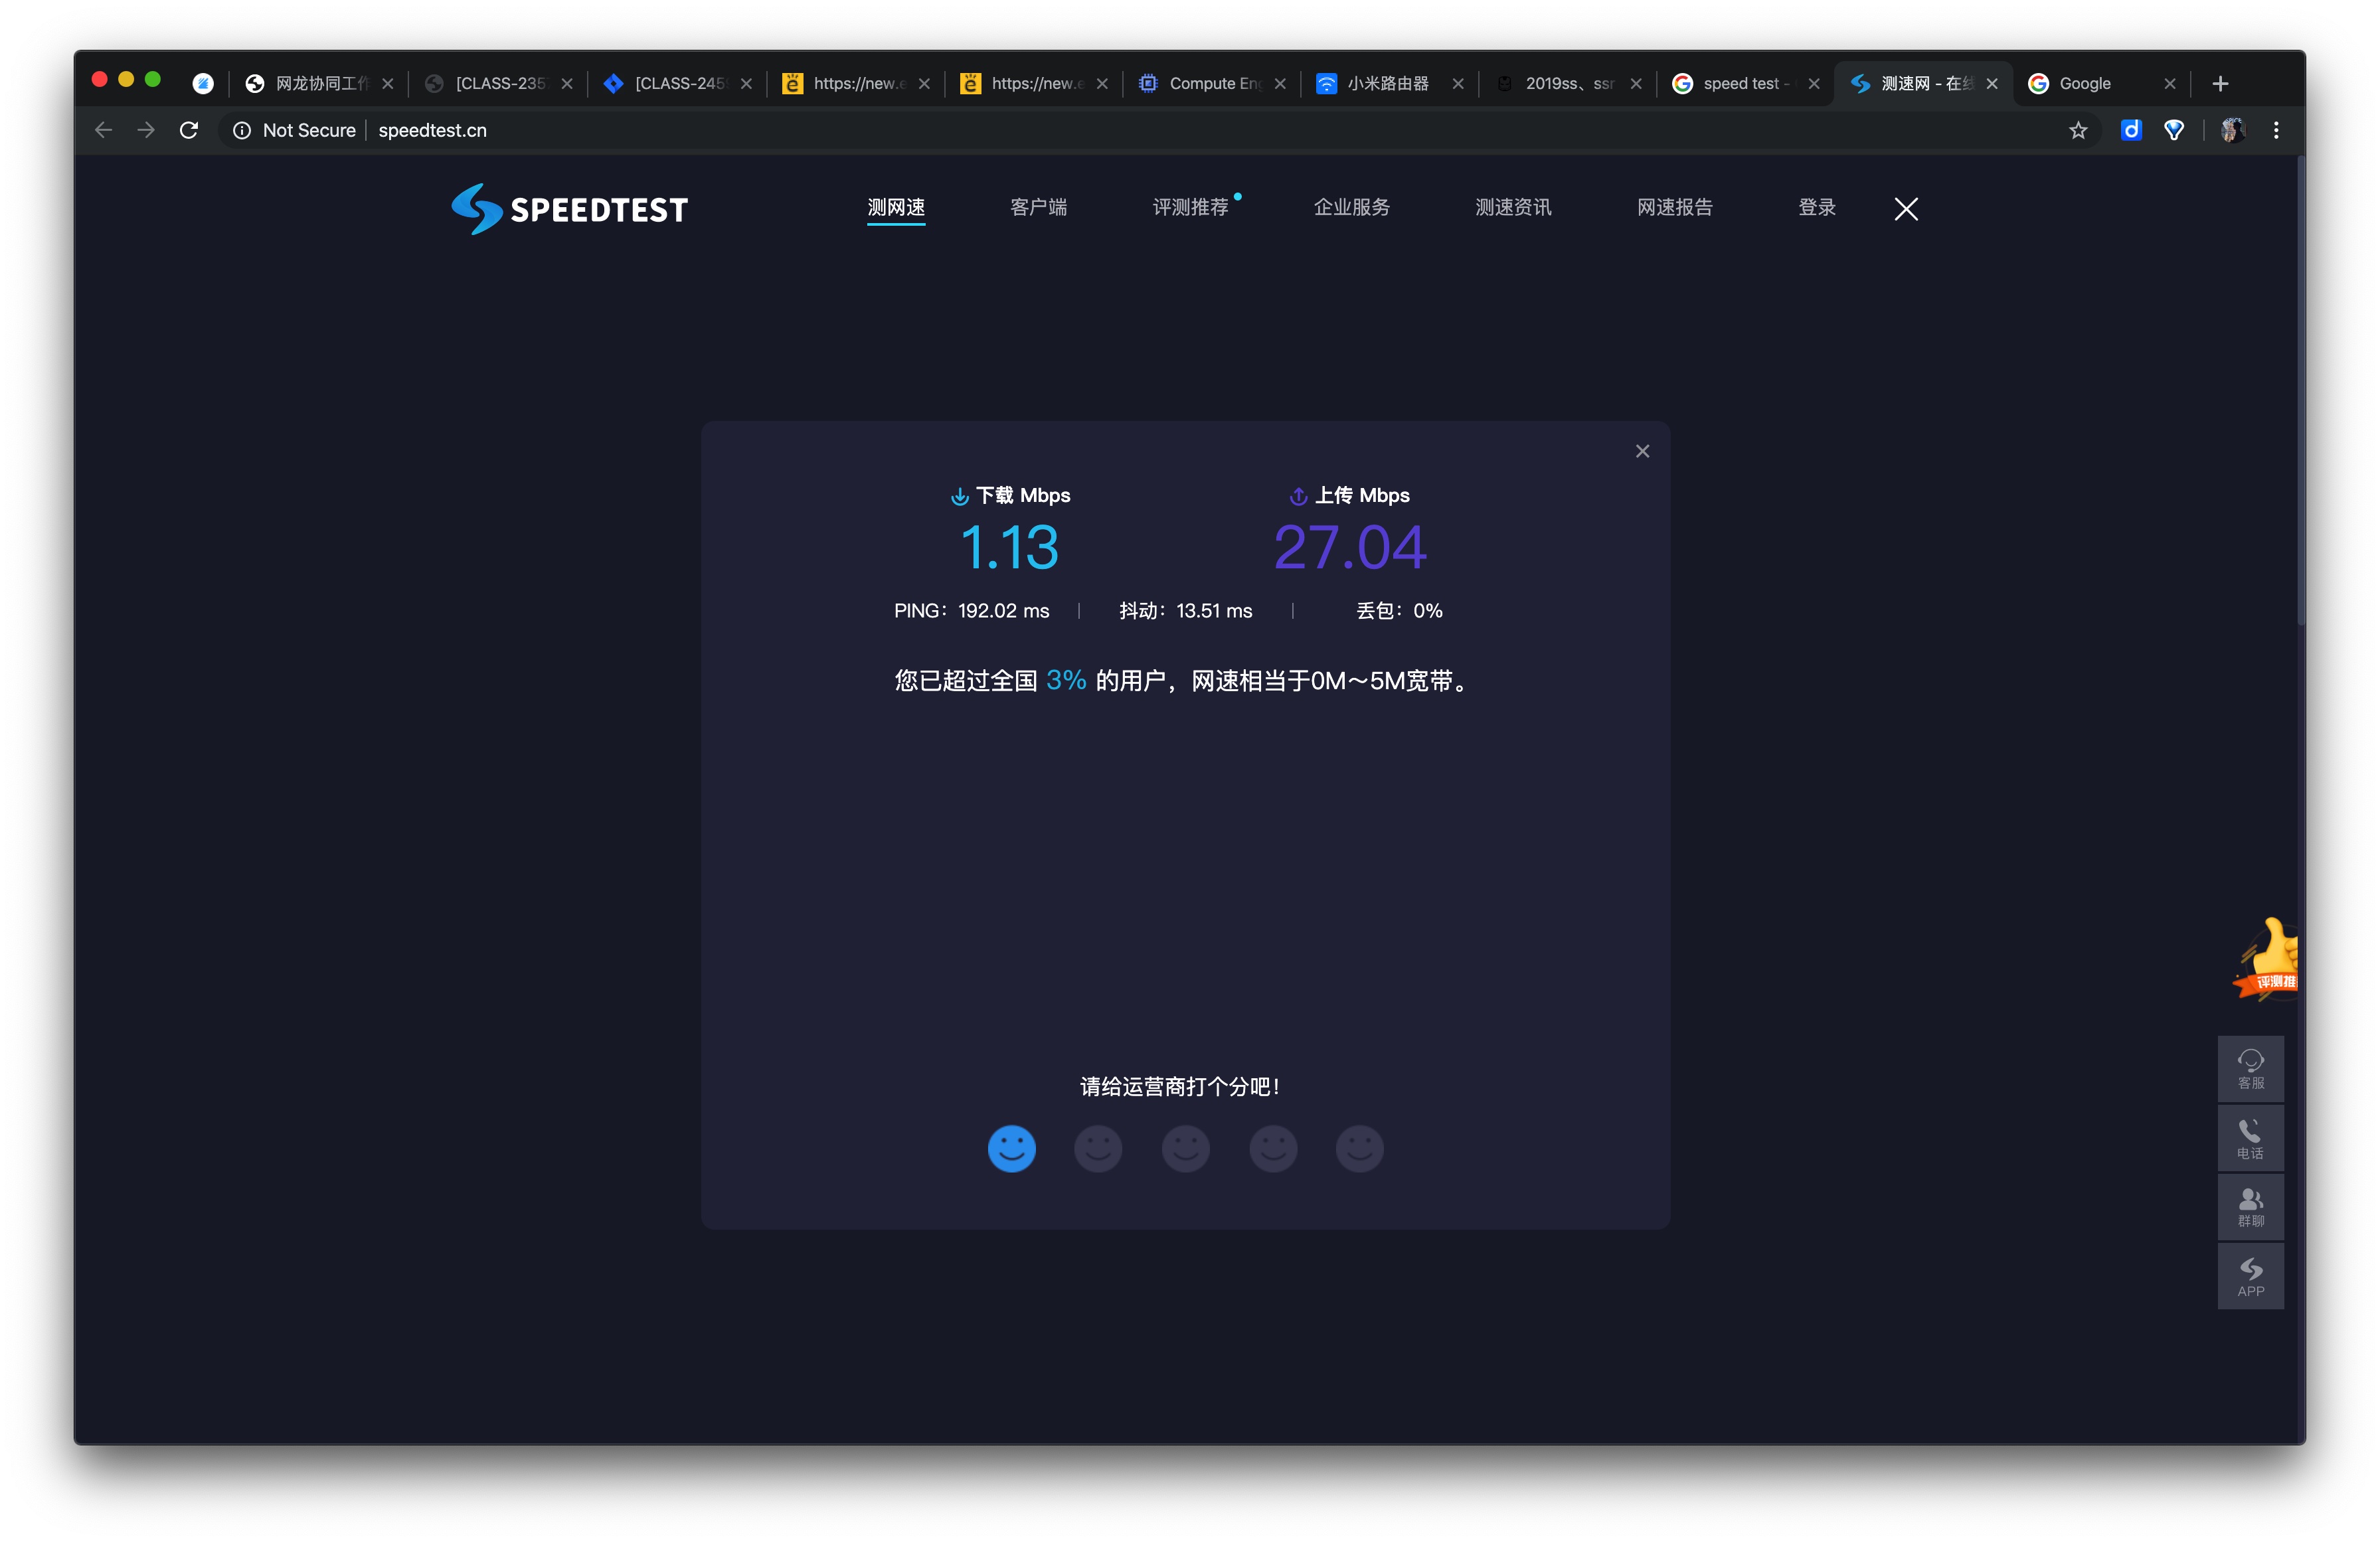 网龙协同工作
[CLASS-235
[CLASS-245
https://new.e
https://new.e
Compute Eng
小米路由器
2019ss、ssr
speed test -
测速网 - 在线
Google
Not Secure
speedtest.cn
SPEEDTEST
测网速
客户端
评测推荐
企业服务
测速资讯
网速报告
登录
下载 Mbps
上传 Mbps
1.13
27.04
PING：192.02 ms
抖动：13.51 ms
丢包：0%
您已超过全国 3% 的用户，网速相当于0M～5M宽带。
评测推
客服
请给运营商打个分吧！
电话
群聊
APP